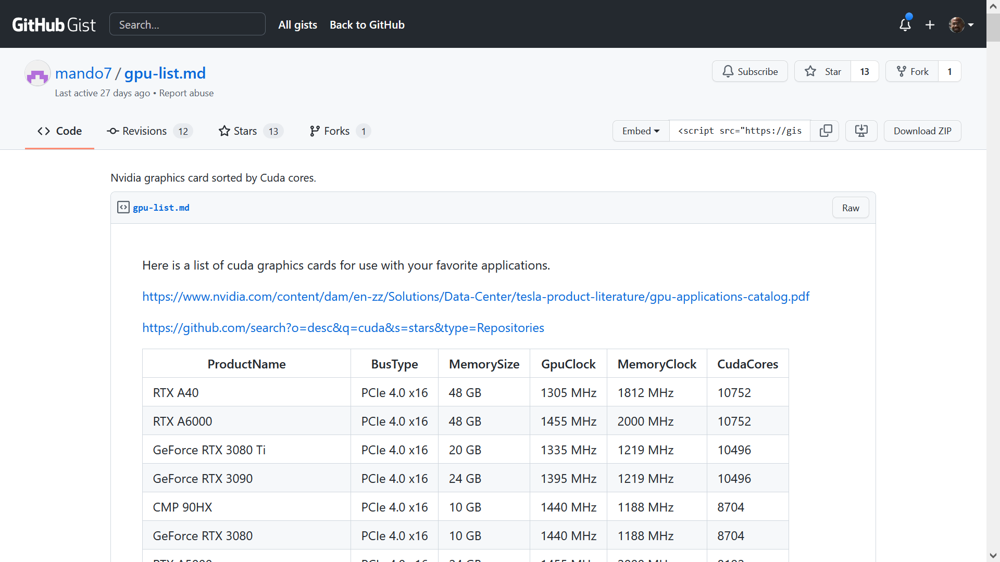 GitHub Gist Search... All gists Back to GitHub
mando7 / gpu-list.md Subscribe Star 13 Fork 1
Last active 27 days ago • Report abuse
Code Revisions 12 Stars 13 Forks 1 Embed <script src="https://gis Download ZIP
Nvidia graphics card sorted by Cuda cores.
gpu-list.md Raw
Here is a list of cuda graphics cards for use with your favorite applications.
https://www.nvidia.com/content/dam/en-zz/Solutions/Data-Center/tesla-product-literature/gpu-applications-catalog.pdf
https://github.com/search?o=desc&q=cuda&s=stars&type=Repositories
ProductName BusType MemorySize GpuClock MemoryClock CudaCores
RTX A40 PCIe 4.0 x16 48 GB 1305 MHz 1812 MHz 10752
RTX A6000 PCIe 4.0 x16 48 GB 1455 MHz 2000 MHz 10752
GeForce RTX 3080 Ti PCIe 4.0 x16 20 GB 1335 MHz 1219 MHz 10496
GeForce RTX 3090 PCIe 4.0 x16 24 GB 1395 MHz 1219 MHz 10496
CMP 90HX PCIe 4.0 x16 10 GB 1440 MHz 1188 MHz 8704
GeForce RTX 3080 PCIe 4.0 x16 10 GB 1440 MHz 1188 MHz 8704